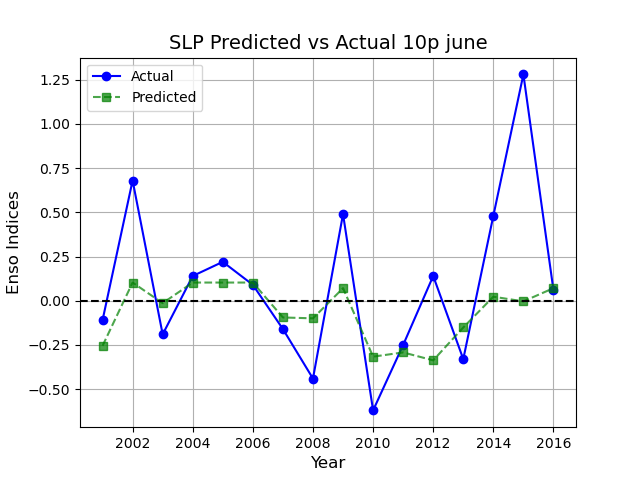 SLP Predicted vs Actual 10p june
Actual
Predicted
1.25
1.00
0.75
0.50
0.25
0.00
−0.25
−0.50
Enso Indices
2002 2004 2006 2008 2010 2012 2014 2016
Year